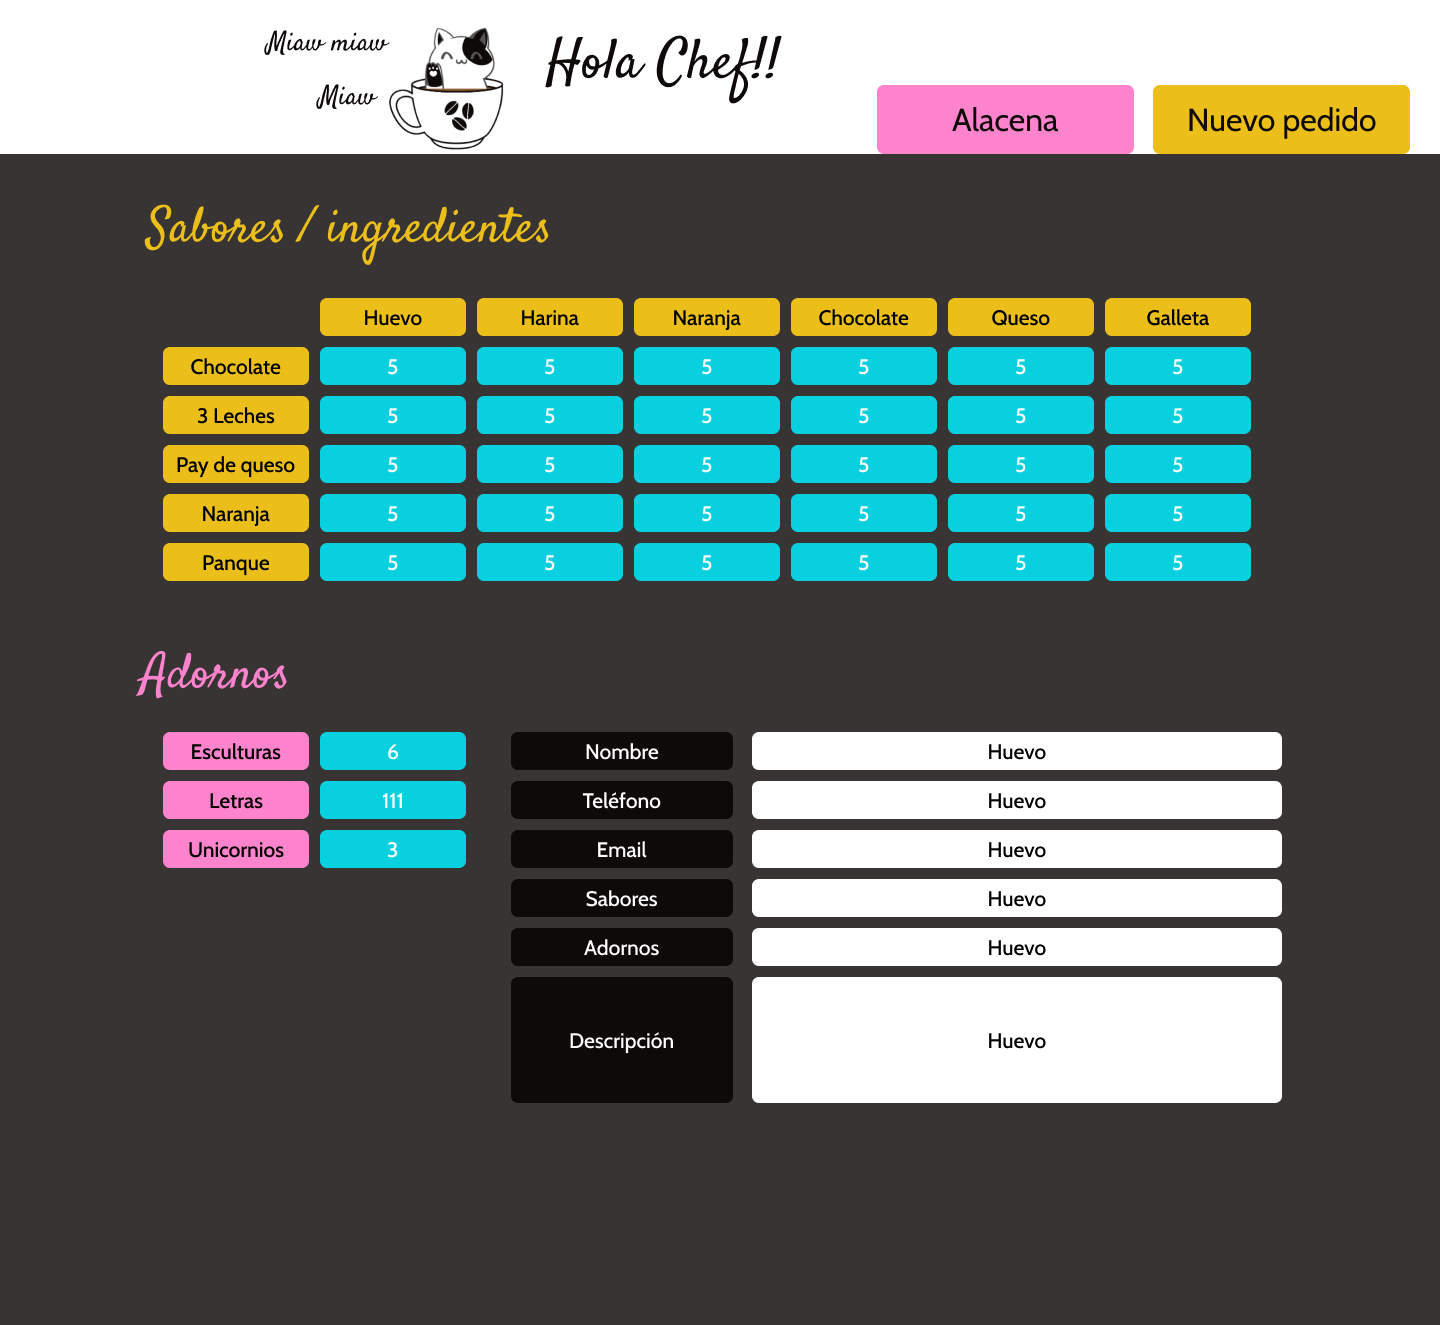 Miaw miaw
Miaw
Hola Chef!!
Alacena
Nuevo pedido
Sabores / ingredientes
Huevo Harina Naranja Chocolate Queso Galleta
Chocolate 5 5 5 5 5 5
3 Leches 5 5 5 5 5 5
Pay de queso 5 5 5 5 5 5
Naranja 5 5 5 5 5 5
Panque 5 5 5 5 5 5
Adornos
Esculturas 6
Letras 111
Unicornios 3
Nombre Huevo
Teléfono Huevo
Email Huevo
Sabores Huevo
Adornos Huevo
Descripción Huevo